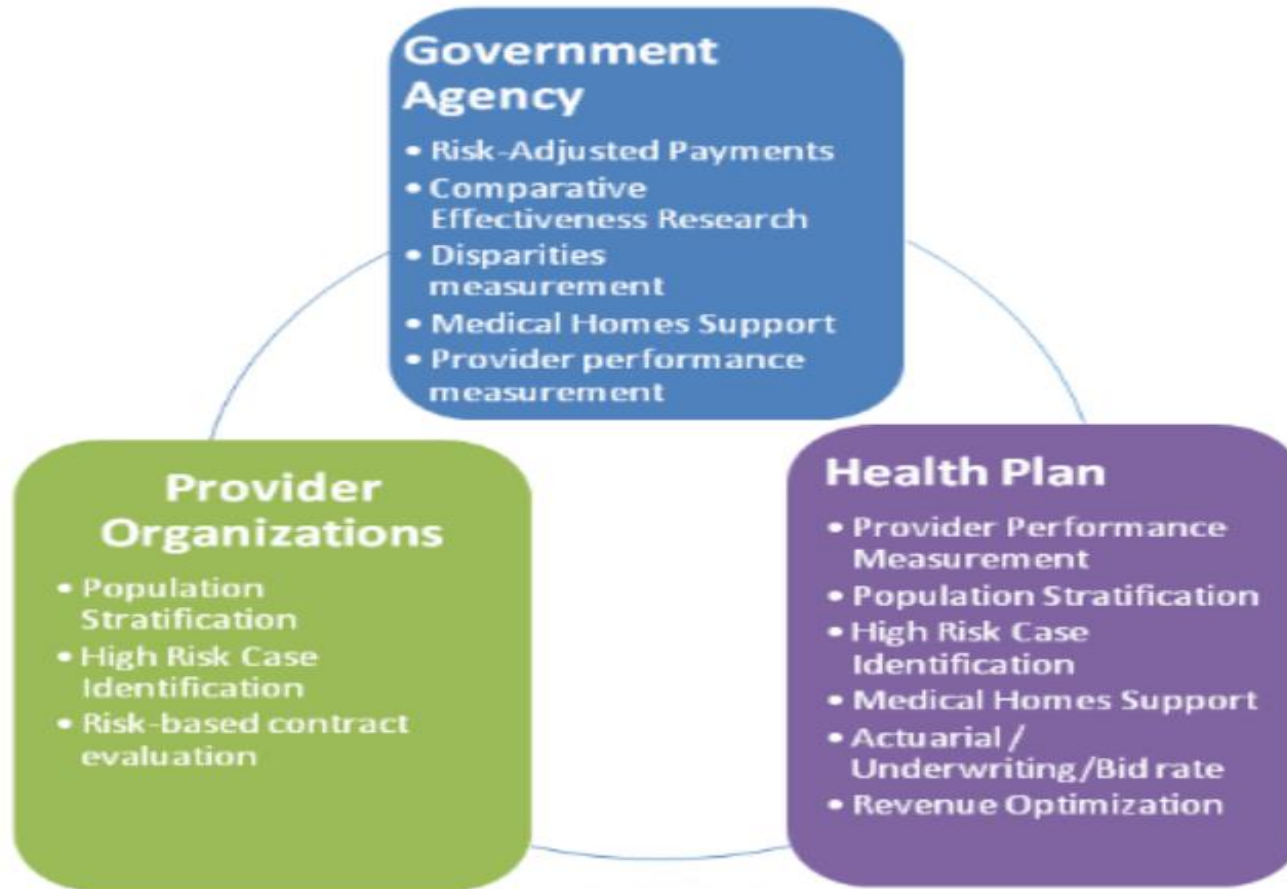 Government
Agency
• Risk-Adjusted Payments
• Comparative
Effectiveness Research
• Disparities
measurement
• Medical Homes Support
• Provider performance
measurement
Provider
Organizations
• Population
Stratification
• High Risk Case
Identification
• Risk-based contract
evaluation
Health Plan
• Provider Performance
Measurement
• Population Stratification
• High Risk Case
Identification
• Medical Homes Support
• Actuarial /
Underwriting/Bid rate
• Revenue Optimization